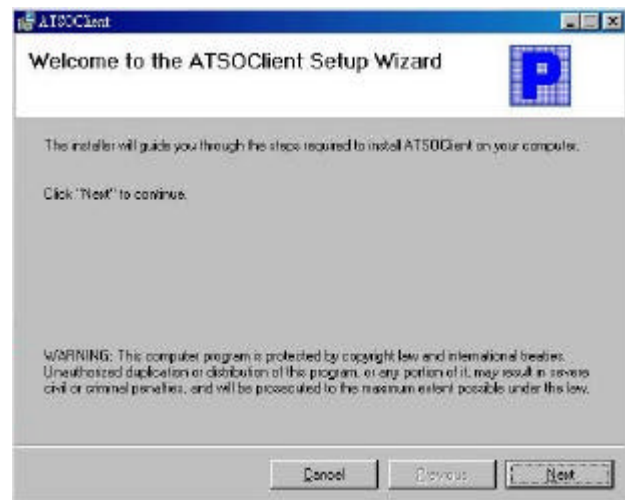 ATSOClient
Welcome to the ATSOClient Setup Wizard
P
The installer will guide you through the steps required to install ATSOClient on your computer.
Click "Next" to continue.
WARNING: This computer program is protected by copyright law and international treaties.
Unauthorized duplication or distribution of this program, or any portion of it, may result in severe
civil or criminal penalties, and will be prosecuted to the maximum extent possible under the law.
Cancel
Previous
Next